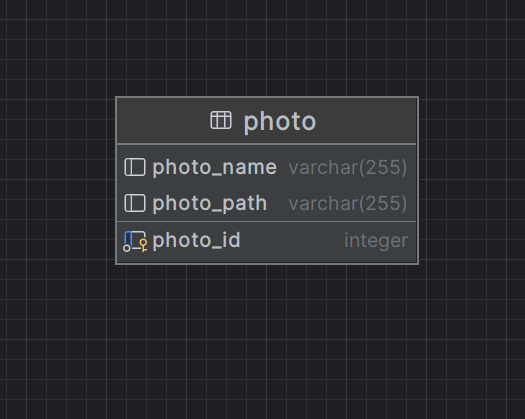 photo
photo_name varchar(255)
photo_path varchar(255)
photo_id integer